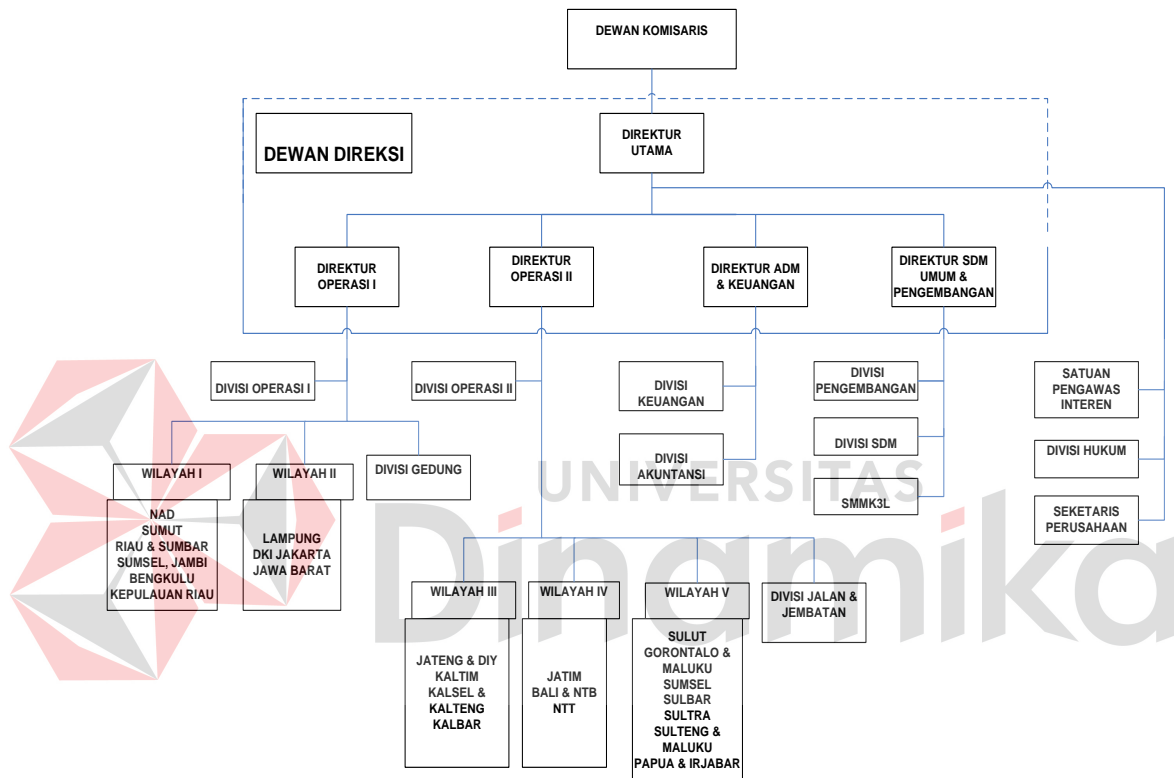 DEWAN KOMISARIS
DEWAN DIREKSI
DIREKTUR
UTAMA
DIREKTUR
OPERASI I
DIREKTUR
OPERASI II
DIREKTUR ADM
& KEUANGAN
DIREKTUR SDM
UMUM &
PENGEMBANGAN
DIVISI OPERASI I
DIVISI OPERASI II
DIVISI
KEUANGAN
DIVISI
PENGEMBANGAN
SATUAN
PENGAWAS
INTEREN
DIVISI
AKUNTANSI
DIVISI SDM
DIVISI HUKUM
SMMK3L
SEKETARIS
PERUSAHAAN
WILAYAH I
WILAYAH II
DIVISI GEDUNG
NAD
SUMUT
RIAU & SUMBAR
SUMSEL, JAMBI
BENGKULU
KEPULAUAN RIAU
LAMPUNG
DKI JAKARTA
JAWA BARAT
WILAYAH III
WILAYAH IV
WILAYAH V
DIVISI JALAN &
JEMBATAN
JATENG & DIY
KALTIM
KALSEL &
KALTENG
KALBAR
JATIM
BALI & NTB
NTT
SULUT
GORONTALO &
MALUKU
SUMSEL
SULBAR
SULTRA
SULTENG &
MALUKU
PAPUA & IRJABAR
UNIVERSITAS
Dinamika